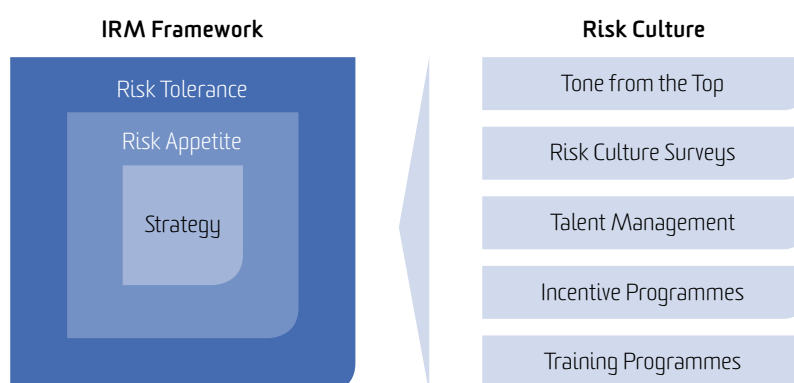 IRM Framework
Risk Tolerance
Risk Appetite
Strategy
Risk Culture
Tone from the Top
Risk Culture Surveys
Talent Management
Incentive Programmes
Training Programmes